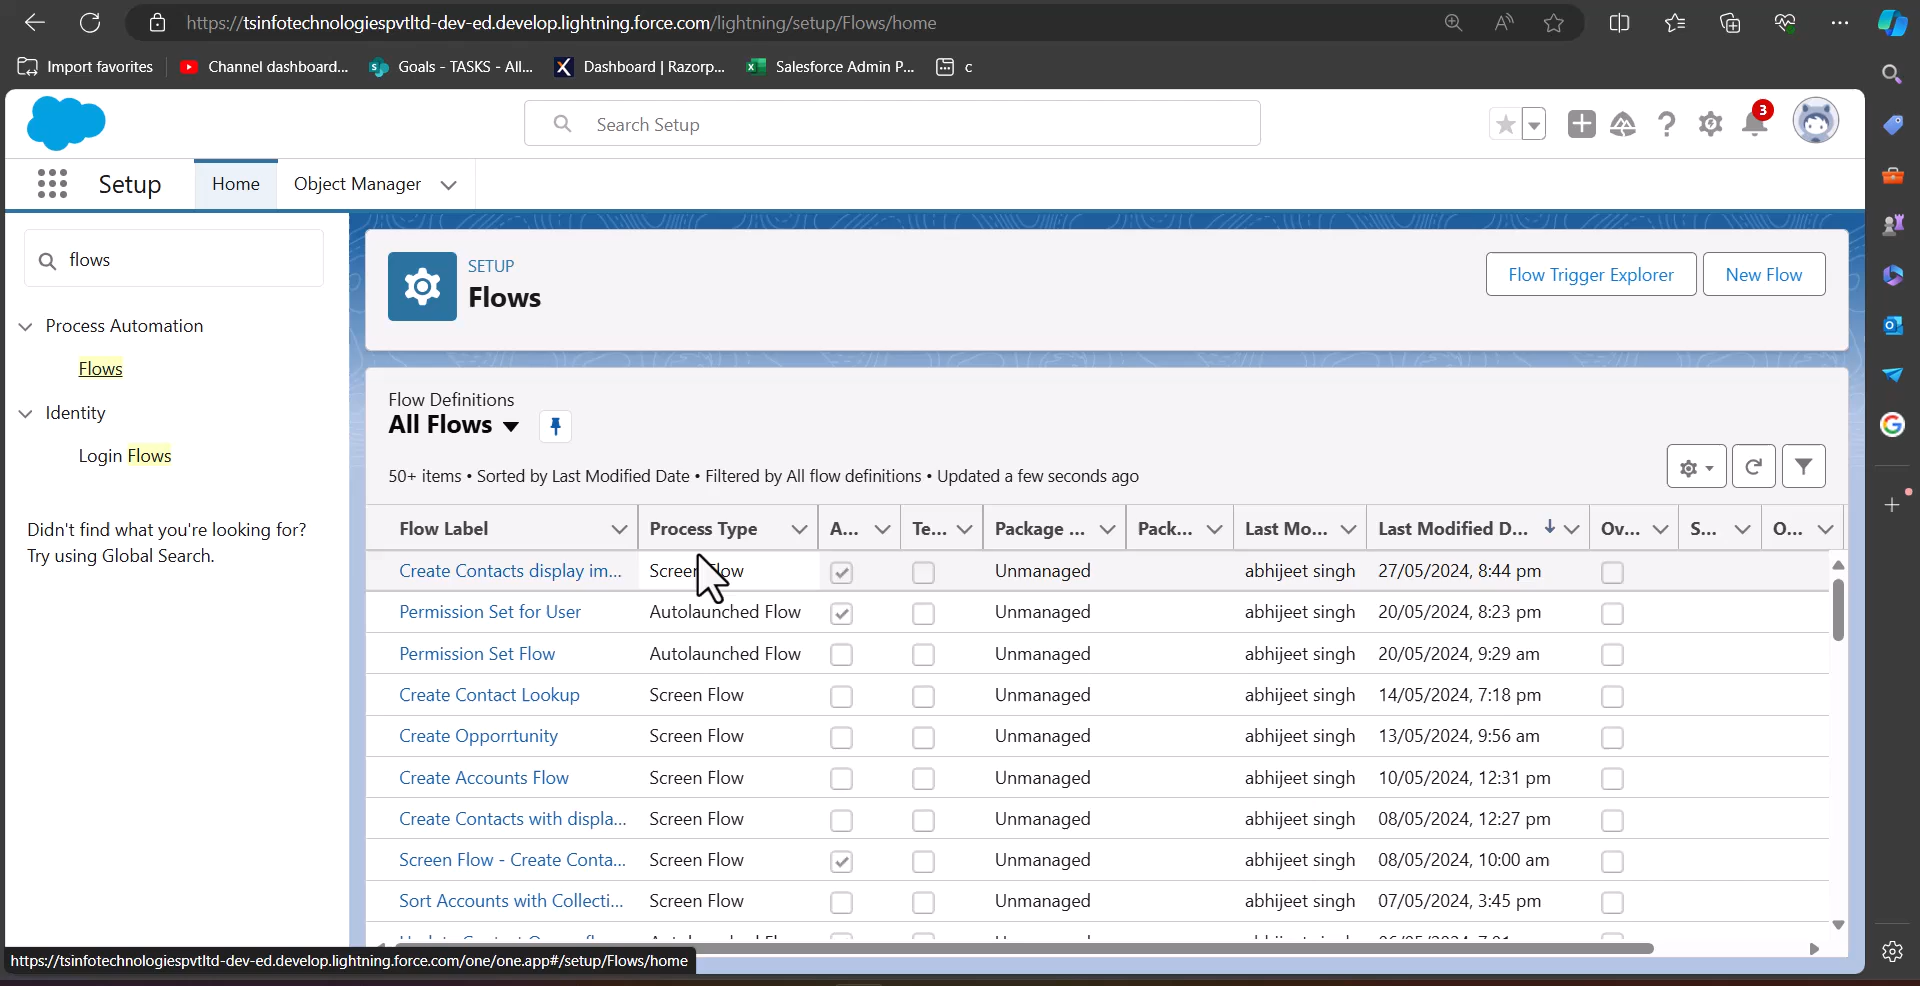 https://tsinfotechnologiespvtltd-dev-ed.develop.lightning.force.com/lightning/setup/Flows/home
Import favorites Channel dashboard... Goals - TASKS - All... Dashboard | Razorp... Salesforce Admin P... c
Search Setup
3
Setup Home Object Manager
flows
Process Automation
Flows
Identity
Login Flows
Didn't find what you're looking for?
Try using Global Search.
SETUP
Flows
Flow Trigger Explorer New Flow
Flow Definitions
All Flows
50+ items • Sorted by Last Modified Date • Filtered by All flow definitions • Updated a few seconds ago
Flow Label Process Type A... Te... Package ... Pack... Last Mo... Last Modified D... Ov... S... O...
Create Contacts display im... Screen Flow Unmanaged abhijeet singh 27/05/2024, 8:44 pm
Permission Set for User Autolaunched Flow Unmanaged abhijeet singh 20/05/2024, 8:23 pm
Permission Set Flow Autolaunched Flow Unmanaged abhijeet singh 20/05/2024, 9:29 am
Create Contact Lookup Screen Flow Unmanaged abhijeet singh 14/05/2024, 7:18 pm
Create Opporrtunity Screen Flow Unmanaged abhijeet singh 13/05/2024, 9:56 am
Create Accounts Flow Screen Flow Unmanaged abhijeet singh 10/05/2024, 12:31 pm
Create Contacts with displa... Screen Flow Unmanaged abhijeet singh 08/05/2024, 12:27 pm
Screen Flow - Create Conta... Screen Flow Unmanaged abhijeet singh 08/05/2024, 10:00 am
Sort Accounts with Collecti... Screen Flow Unmanaged abhijeet singh 07/05/2024, 3:45 pm
https://tsinfotechnologiespvtltd-dev-ed.develop.lightning.force.com/one/one.app#/setup/Flows/home